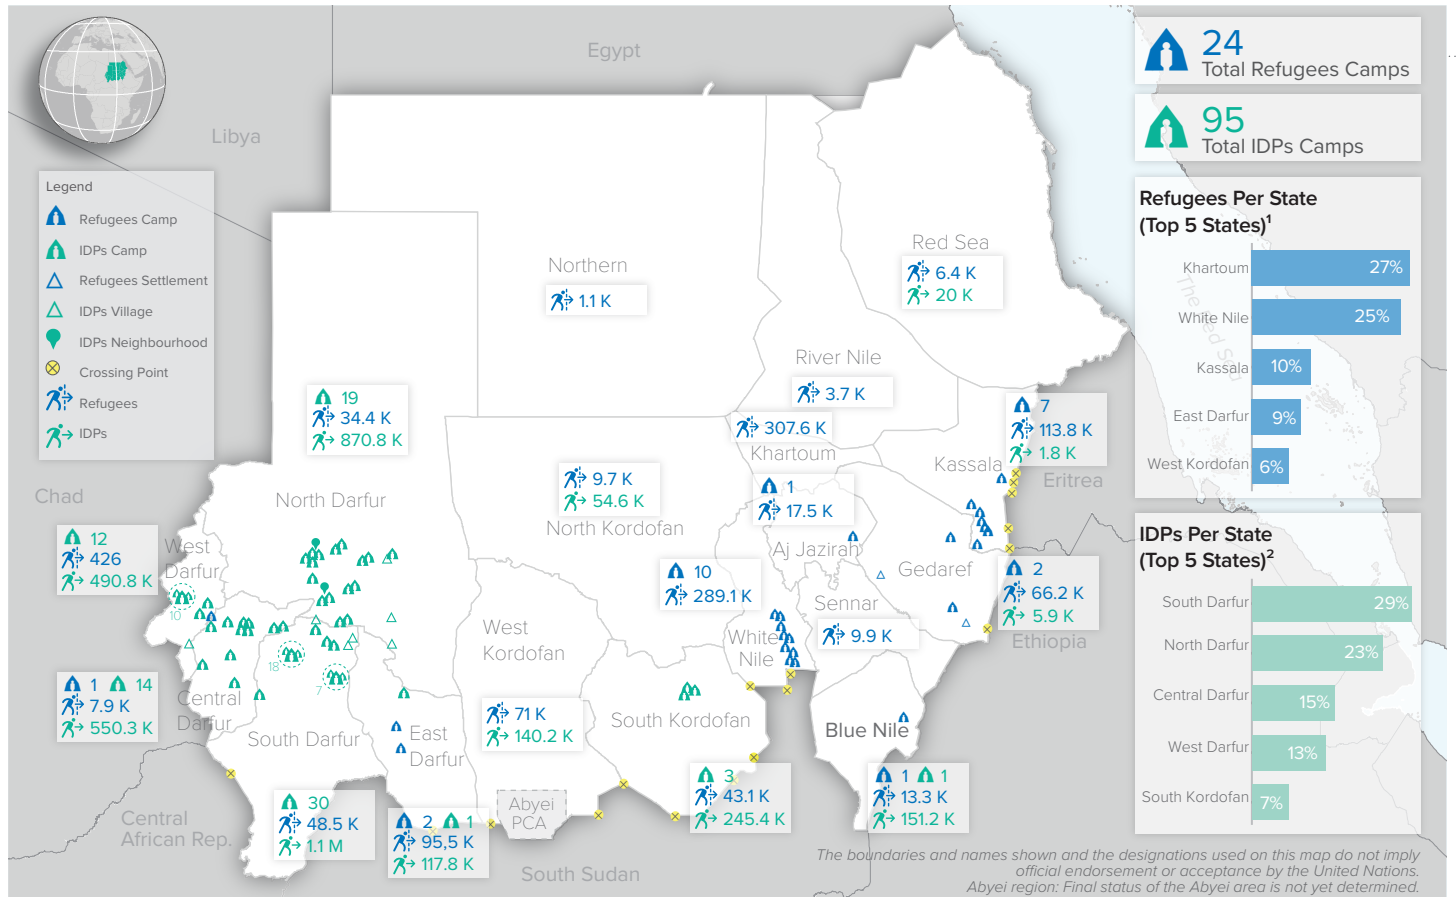 Egypt
Libya
Chad
Central
African Rep.
South Sudan
Ethiopia
Eritrea
The Red Sea
Legend
Refugees Camp
IDPs Camp
Refugees Settlement
IDPs Village
IDPs Neighbourhood
Crossing Point
Refugees
IDPs
Northern
1.1 K
Red Sea
6.4 K
20 K
River Nile
3.7 K
307.6 K
Khartoum
19
34.4 K
870.8 K
North Darfur
9.7 K
54.6 K
North Kordofan
1
17.5 K
Aj Jazirah
Kassala
7
113.8 K
1.8 K
Gedaref
2
66.2 K
5.9 K
12
426
490.8 K
West
Darfur
10
18
7
10
289.1 K
White
Nile
Sennar
9.9 K
1 14
7.9 K
550.3 K
Central
Darfur
South Darfur
30
48.5 K
1.1 M
East
Darfur
2 1
95,5 K
117.8 K
West
Kordofan
71 K
140.2 K
Abyei
PCA
South Kordofan
3
43.1 K
245.4 K
Blue Nile
1 1
13.3 K
151.2 K
24
Total Refugees Camps
95
Total IDPs Camps
Refugees Per State
(Top 5 States)¹
Khartoum 27%
White Nile 25%
Kassala 10%
East Darfur 9%
West Kordofan 6%
IDPs Per State
(Top 5 States)²
South Darfur 29%
North Darfur 23%
Central Darfur 15%
West Darfur 13%
South Kordofan 7%
The boundaries and names shown and the designations used on this map do not imply
official endorsement or acceptance by the United Nations.
Abyei region: Final status of the Abyei area is not yet determined.